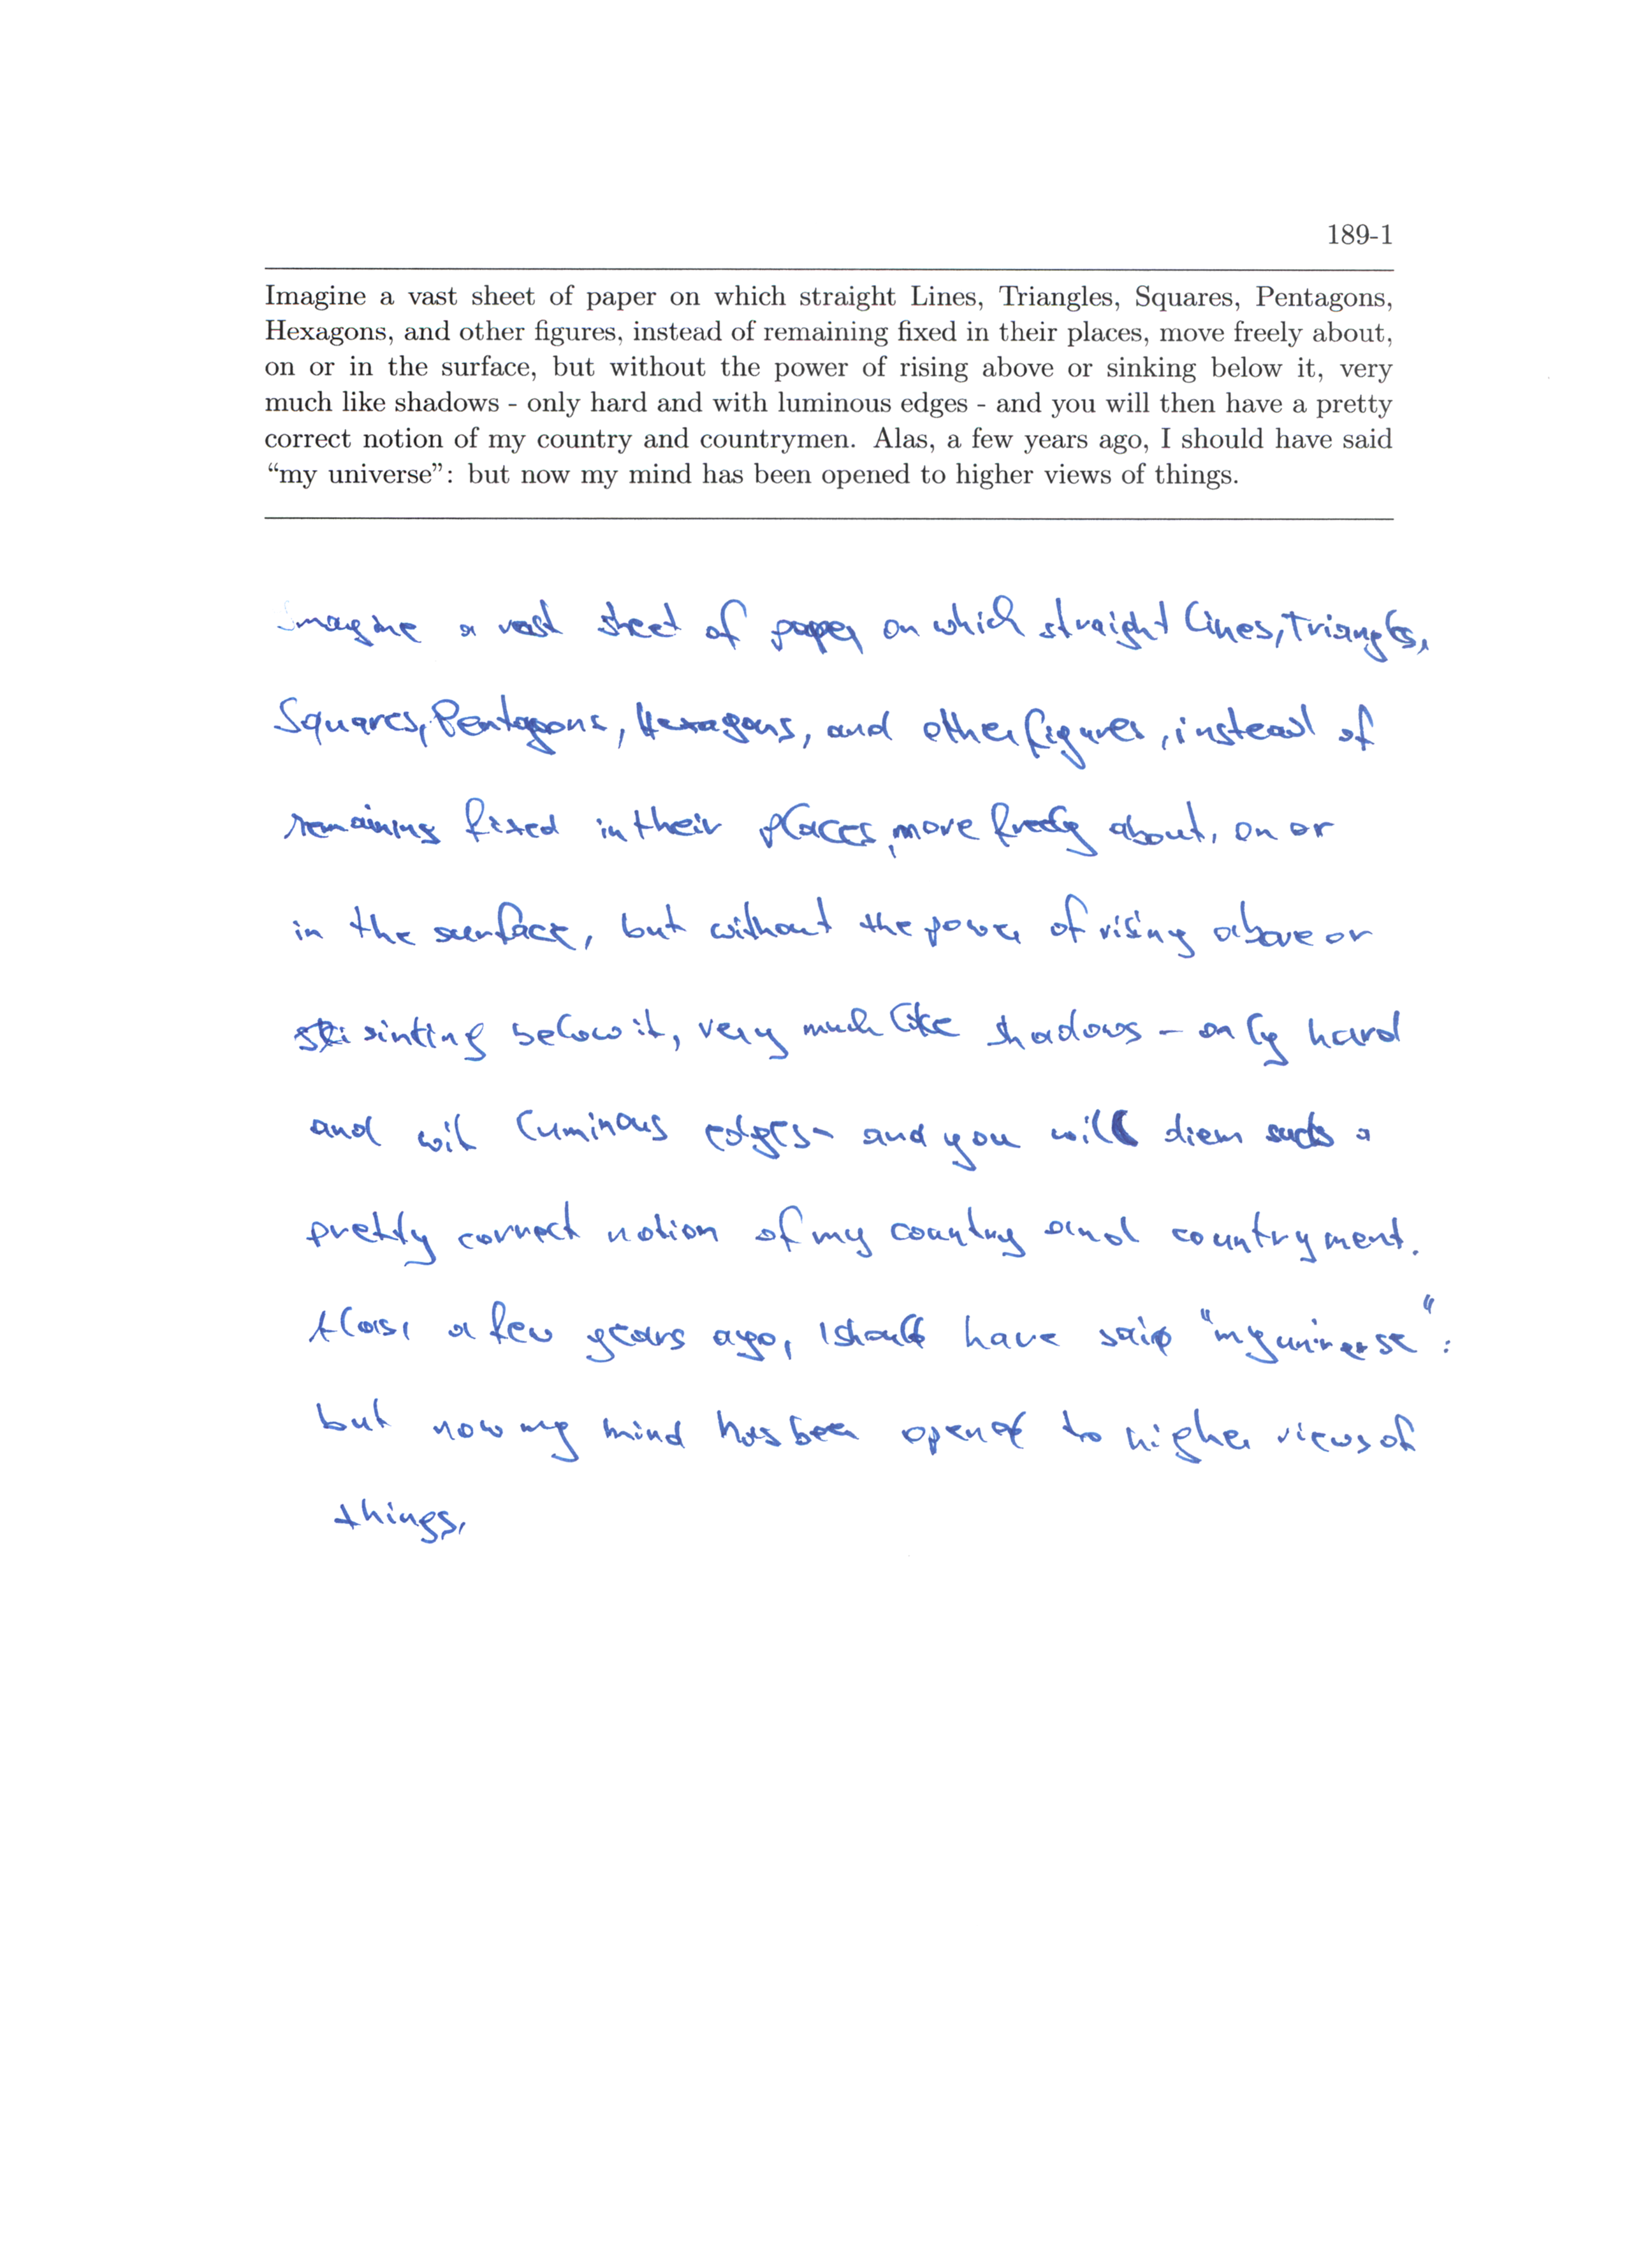 189-1
Imagine a vast sheet of paper on which straight Lines, Triangles, Squares, Pentagons,
Hexagons, and other figures, instead of remaining fixed in their places, move freely about,
on or in the surface, but without the power of rising above or sinking below it, very
much like shadows - only hard and with luminous edges - and you will then have a pretty
correct notion of my country and countrymen. Alas, a few years ago, I should have said
“my universe”: but now my mind has been opened to higher views of things.
Imagine a vast sheet of paper on which straight Lines, Triangles,
Squares, Pentagons, Hexagons, and other figures, instead of
remaining fixed in their places, move freely about, on or
in the surface, but without the power of rising above or
sinking below it, very much like shadows - only hard
and wit luminous edges - and you will a
pretty correct notion of my country and countryment.
Alas, a few years ago, I should have said "my universe":
but now my mind has been opened to higher views of
things.